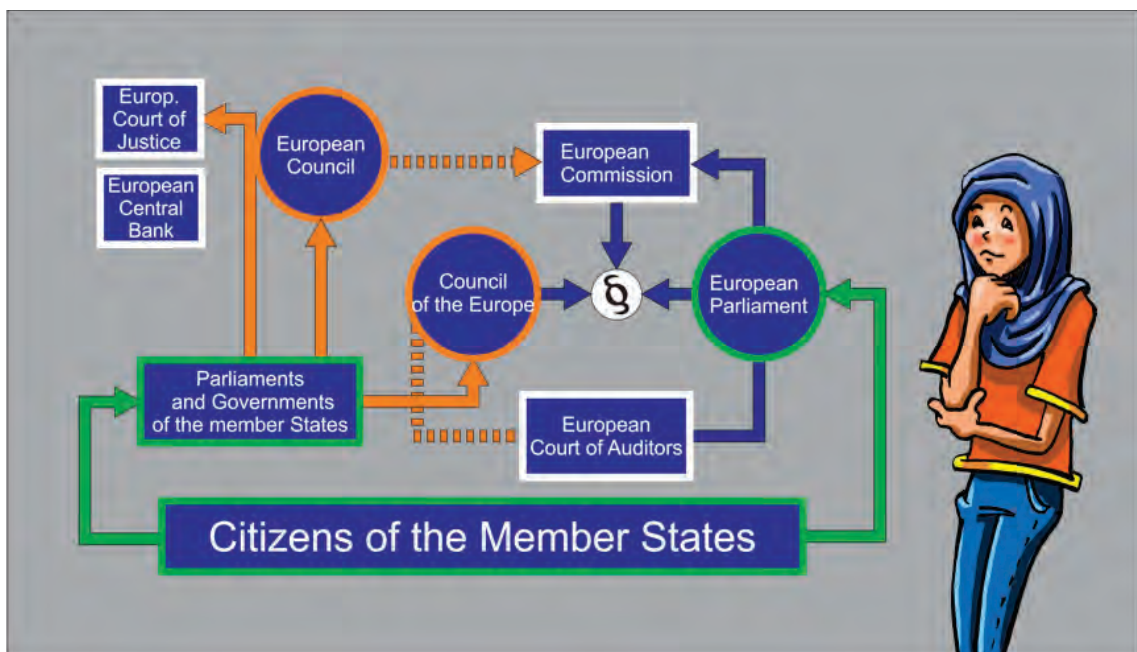 Europ.
Court of
Justice
European
Central
Bank
European
Council
European
Commission
Council
of the Europe
§
European
Parliament
Parliaments
and Governments
of the member States
European
Court of Auditors
Citizens of the Member States